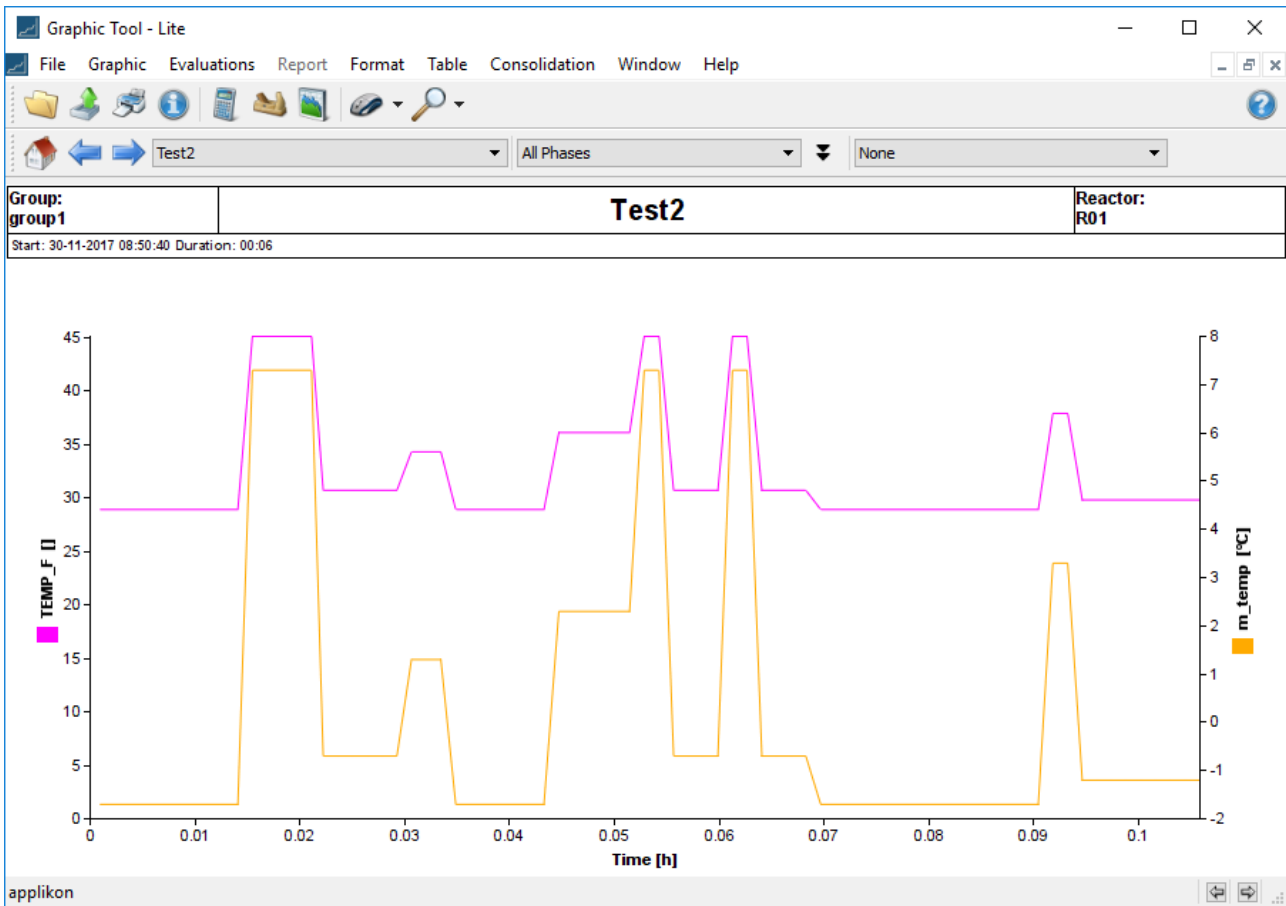 Graphic Tool - Lite
File Graphic Evaluations Report Format Table Consolidation Window Help
Test2 All Phases None
Group:
group1
Test2
Reactor:
R01
Start: 30-11-2017 08:50:40 Duration: 00:06
45
40
35
30
25
20
15
10
5
0
TEMP_F []
8
7
6
5
4
3
2
1
0
-1
-2
m_temp [°C]
0 0.01 0.02 0.03 0.04 0.05 0.06 0.07 0.08 0.09 0.1
Time [h]
applikon